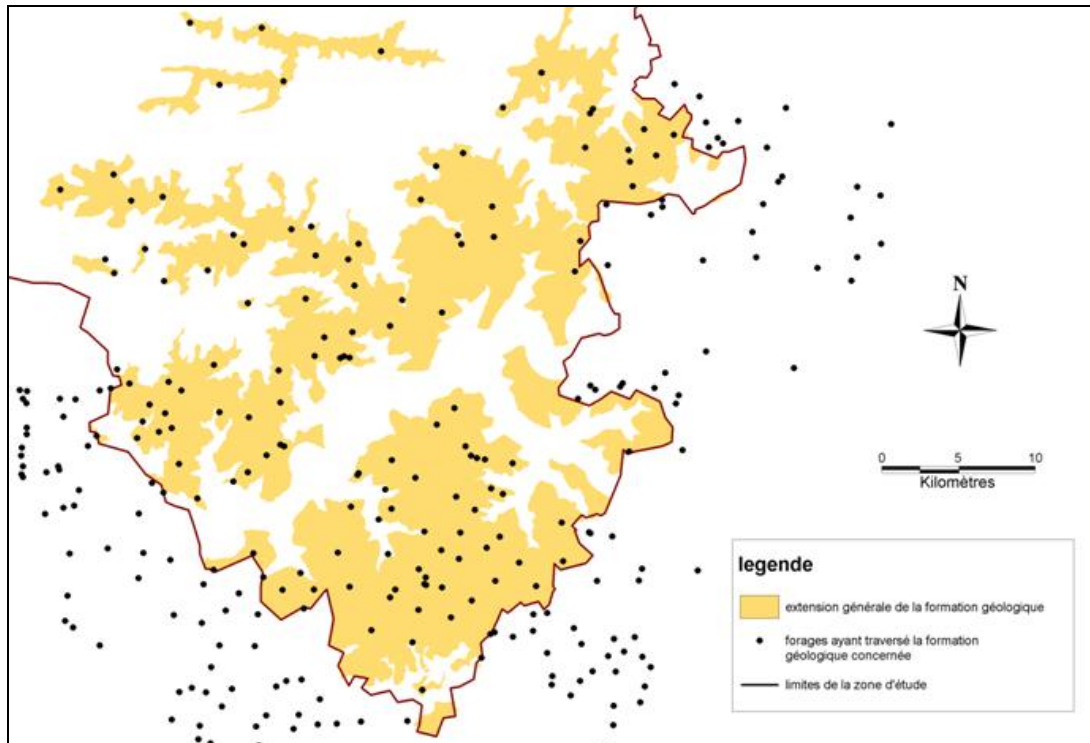 N
0 5 10
Kilomètres
legende
extension générale de la formation géologique
forages ayant traversé la formation
géologique concernée
limites de la zone d'étude